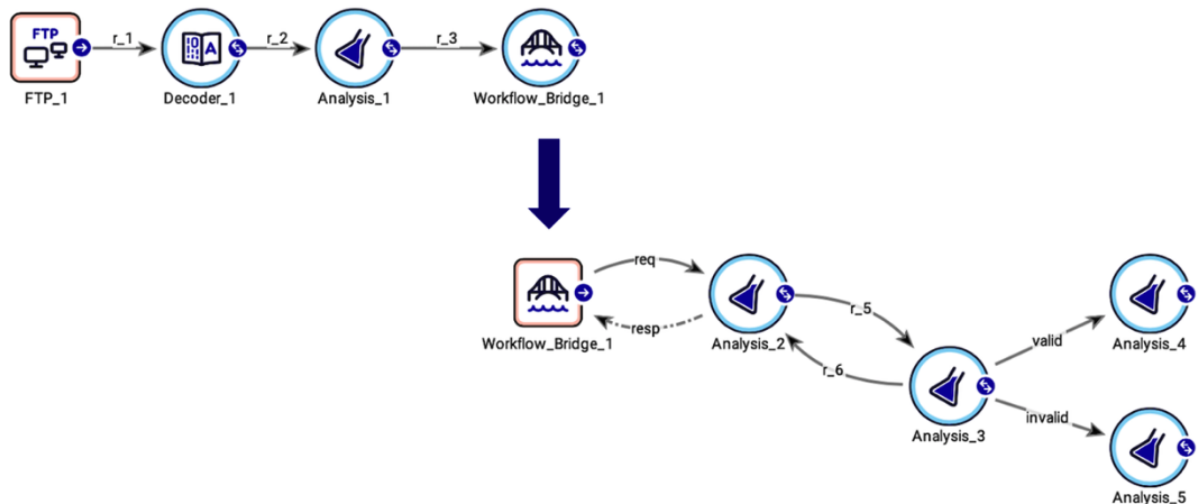 FTP
r_1
r_2
r_3
FTP_1
Decoder_1
Analysis_1
Workflow_Bridge_1
req
resp
Workflow_Bridge_1
Analysis_2
r_5
r_6
Analysis_3
valid
invalid
Analysis_4
Analysis_5